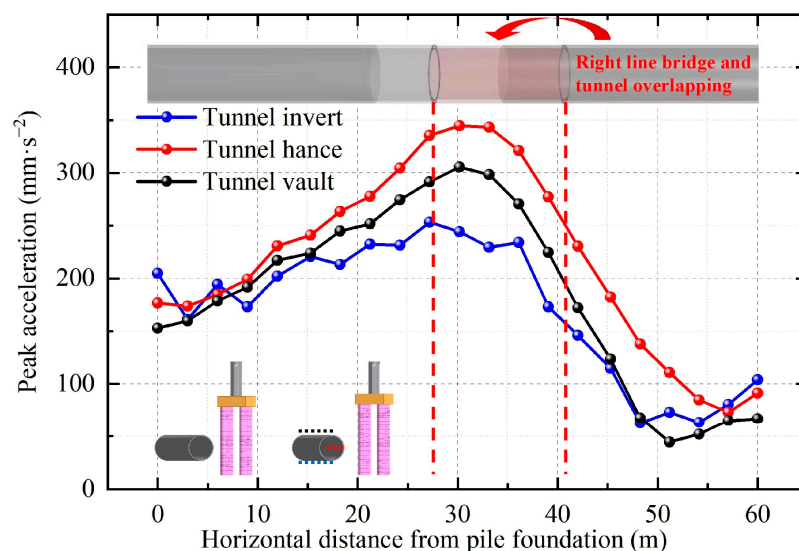 400
300
200
100
0
Peak acceleration (mm·s⁻²)
Right line bridge and
tunnel overlapping
Tunnel invert
Tunnel hance
Tunnel vault
0 10 20 30 40 50 60
Horizontal distance from pile foundation (m)